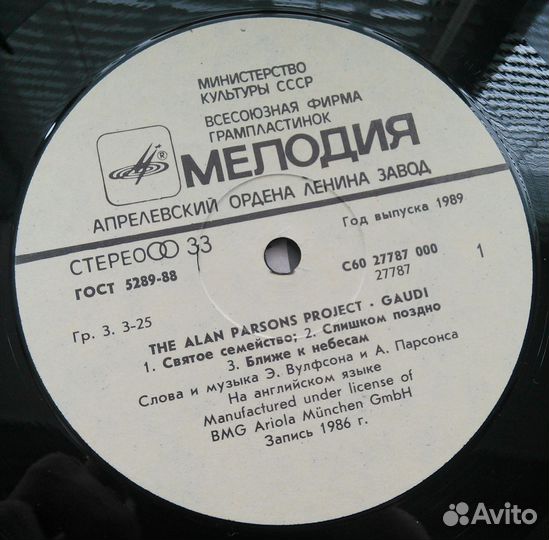 МИНИСТЕРСТВО
КУЛЬТУРЫ СССР
ВСЕСОЮЗНАЯ ФИРМА
ГРАМПЛАСТИНОК
® МЕЛОДИЯ
АПРЕЛЕВСКИЙ ОРДЕНА ЛЕНИНА ЗАВОД
СТЕРЕО 33
Год выпуска 1989
ГОСТ 5289-88
С60 27787 000
27787
1
Гр. 3. 3-25
THE ALAN PARSONS PROJECT · GAUDI
1. Святое семейство; 2. Слишком поздно
3. Ближе к небесам
Слова и музыка Э. Вулфсона и А. Парсонса
На английском языке
Manufactured under license of
BMG Ariola München GmbH
Запись 1986 г.
Avito